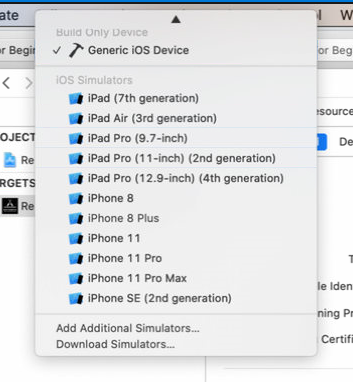 ate
Build Only Device
✓ Generic iOS Device
or Begin
or Beg
iOS Simulators
iPad (7th generation)
iPad Air (3rd generation)
iPad Pro (9.7-inch)
iPad Pro (11-inch) (2nd generation)
iPad Pro (12.9-inch) (4th generation)
iPhone 8
iPhone 8 Plus
iPhone 11
iPhone 11 Pro
iPhone 11 Pro Max
iPhone SE (2nd generation)
Add Additional Simulators...
Download Simulators...
OJECT
Re
RGETS
Re
esource
De
le Iden
ning Pr
Certifi